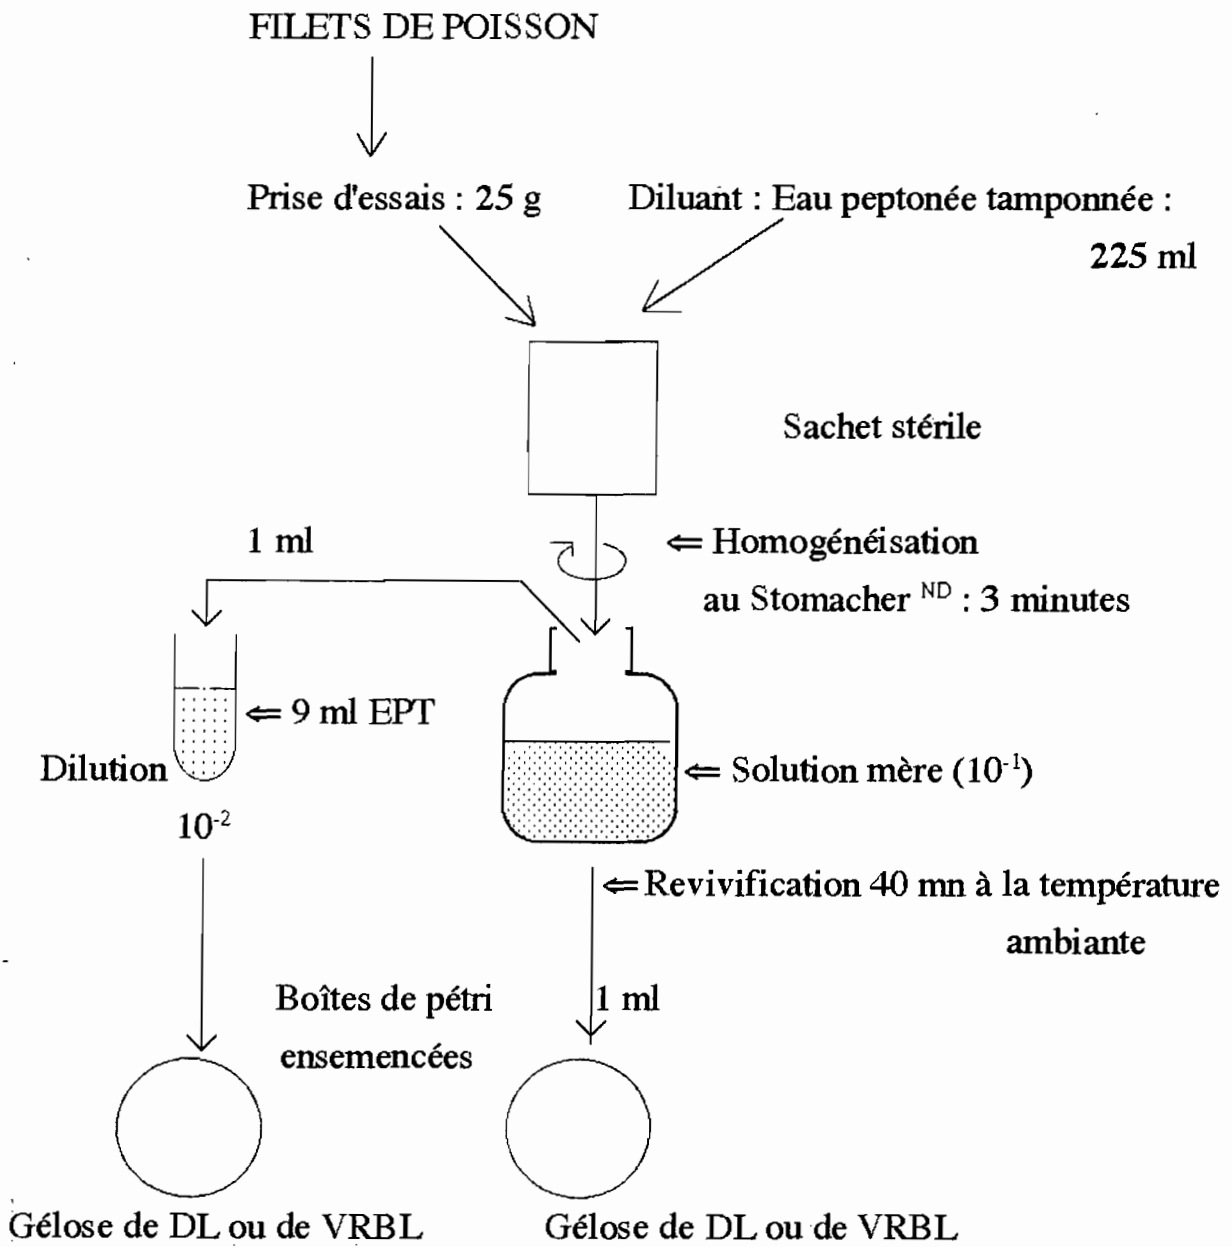 FILETS DE POISSON
Prise d'essais : 25 g
Diluant : Eau peptonée tamponnée :
225 ml
Sachet stérile
1 ml
⇐ Homogénéisation
au Stomacher ND : 3 minutes
⇐ 9 ml EPT
Dilution
10⁻²
⇐ Solution mère (10⁻¹)
⇐ Revivification 40 mn à la température
ambiante
Boîtes de pétri
ensemencées
1 ml
Gélose de DL ou de VRBL
Gélose de DL ou de VRBL